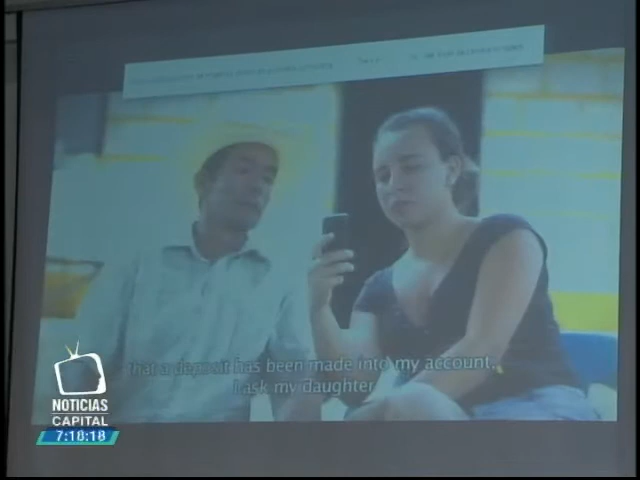 that a deposit has been made into my account.
I ask my daughter
NOTICIAS
CAPITAL
7:18:18